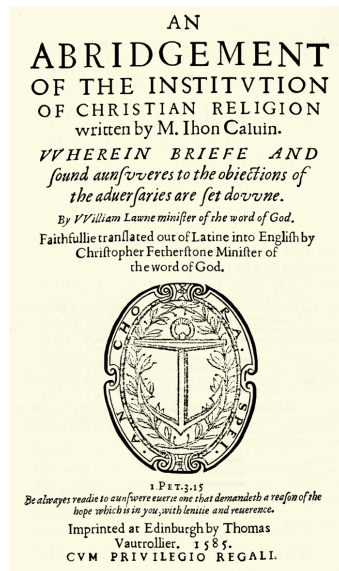 AN
ABRIDGEMENT
OF THE INSTITVTION
OF CHRISTIAN RELIGION
written by M. Ihon Caluin.
VVHEREIN BRIEFE AND
ſound aunſvveres to the obiections of
the aduerſaries are ſet dovvne.
By VVilliam Lawne miniſter of the word of God.
Faithfullie tranſlated out of Latine into Engliſh by
Chriſtopher Fetherſtone Miniſter of
the word of God.
ANCHORA SPEI
1 PET.3.15
Be alwayes readie to aunſwere euerie one that demandeth a reaſon of the
hope which is in you, with lenitie and reuerence.
Imprinted at Edinburgh by Thomas
Vautrollier. 1585.
CVM PRIVILEGIO REGALI.